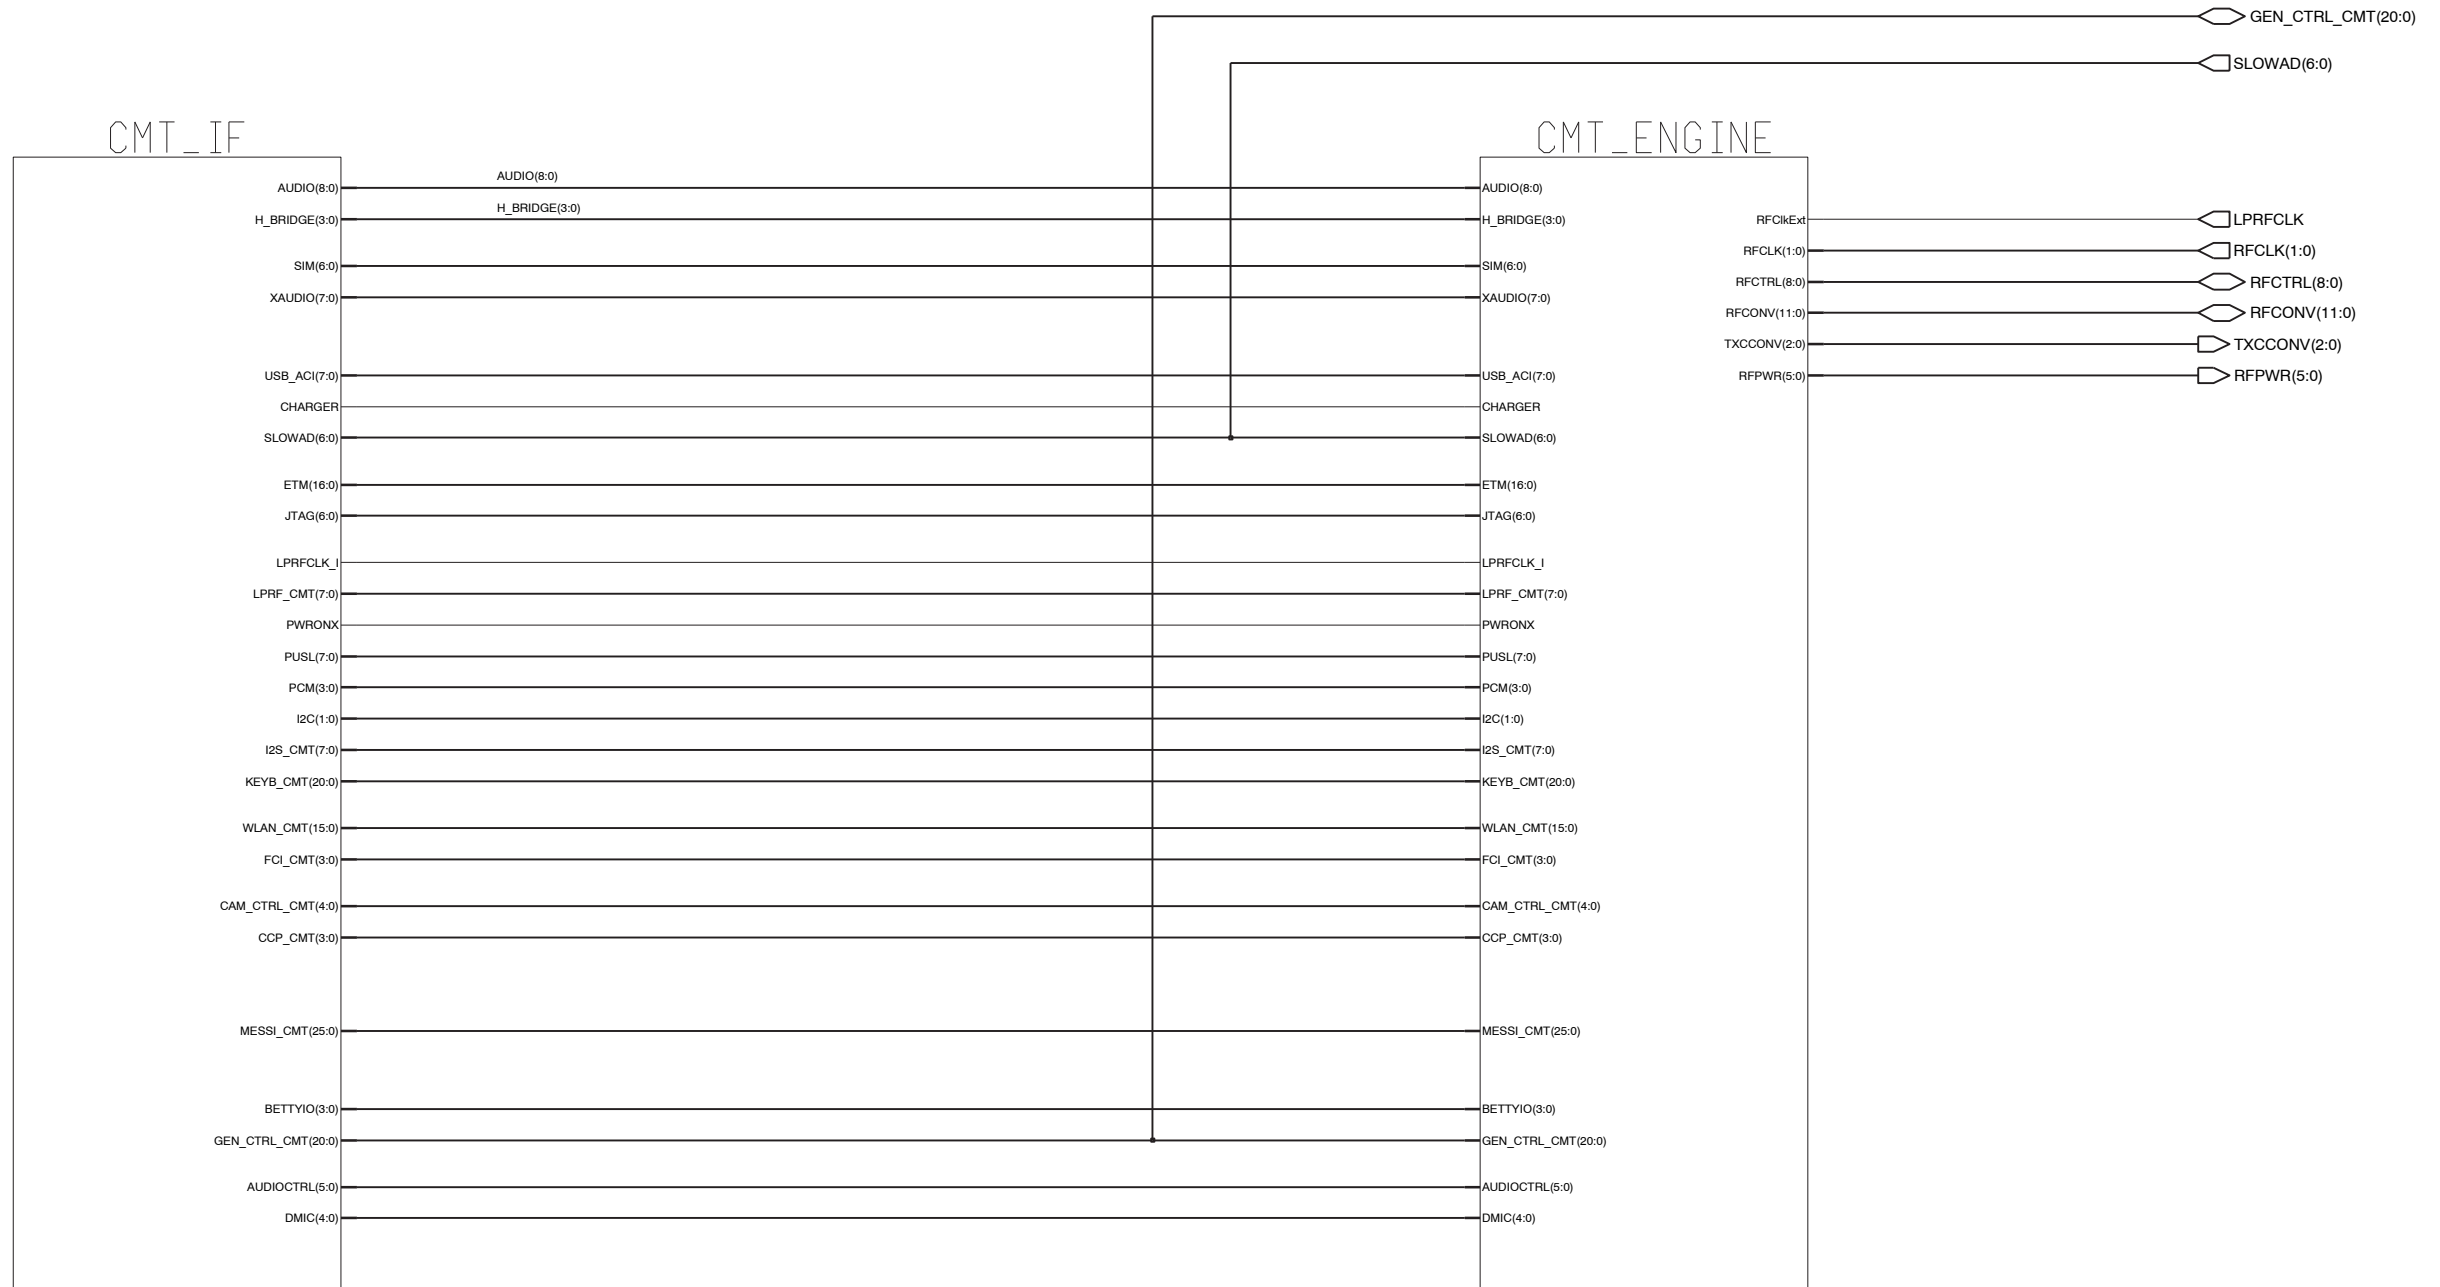 GEN_CTRL_CMT(20:0)
SLOWAD(6:0)
CMT_IF
CMT_ENGINE
AUDIO(8:0) AUDIO(8:0) AUDIO(8:0)
H_BRIDGE(3:0) H_BRIDGE(3:0) H_BRIDGE(3:0) RFClkExt LPRFCLK
RFCLK(1:0) RFCLK(1:0)
SIM(6:0) SIM(6:0)
RFCTRL(8:0) RFCTRL(8:0)
XAUDIO(7:0) XAUDIO(7:0)
RFCONV(11:0) RFCONV(11:0)
TXCCONV(2:0) TXCCONV(2:0)
USB_ACI(7:0) USB_ACI(7:0) RFPWR(5:0) RFPWR(5:0)
CHARGER CHARGER
SLOWAD(6:0) SLOWAD(6:0)
ETM(16:0) ETM(16:0)
JTAG(6:0) JTAG(6:0)
LPRFCLK_I LPRFCLK_I
LPRF_CMT(7:0) LPRF_CMT(7:0)
PWRONX PWRONX
PUSL(7:0) PUSL(7:0)
PCM(3:0) PCM(3:0)
I2C(1:0) I2C(1:0)
I2S_CMT(7:0) I2S_CMT(7:0)
KEYB_CMT(20:0) KEYB_CMT(20:0)
WLAN_CMT(15:0) WLAN_CMT(15:0)
FCI_CMT(3:0) FCI_CMT(3:0)
CAM_CTRL_CMT(4:0) CAM_CTRL_CMT(4:0)
CCP_CMT(3:0) CCP_CMT(3:0)
MESSI_CMT(25:0) MESSI_CMT(25:0)
BETTYIO(3:0) BETTYIO(3:0)
GEN_CTRL_CMT(20:0) GEN_CTRL_CMT(20:0)
AUDIOCTRL(5:0) AUDIOCTRL(5:0)
DMIC(4:0) DMIC(4:0)